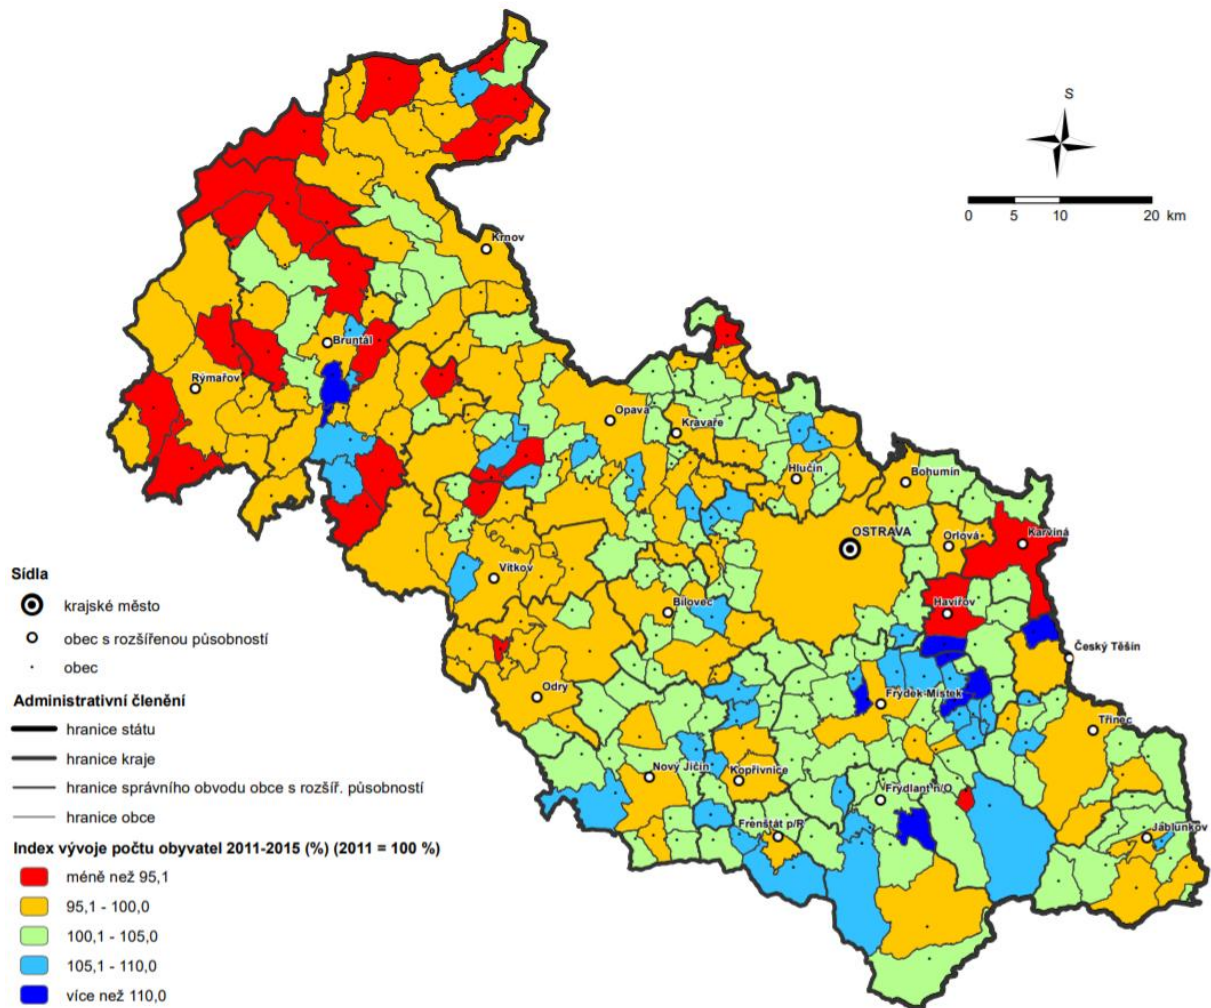 S
0 5 10 20 km
Krnov
Bruntál
Rýmařov
Opava
Kravaře
Hlučín
Bohumín
OSTRAVA
Orlová
Karviná
Vítkov
Bílovec
Havířov
Český Těšín
Odry
Frýdek-Místek
Třinec
Nový Jičín
Kopřivnice
Frýdlant n/O
Frenštát p/R
Jablunkov
Sídla
krajské město
obec s rozšířenou působností
obec
Administrativní členění
hranice státu
hranice kraje
hranice správního obvodu obce s rozšíř. působností
hranice obce
Index vývoje počtu obyvatel 2011-2015 (%) (2011 = 100 %)
méně než 95,1
95,1 - 100,0
100,1 - 105,0
105,1 - 110,0
více než 110,0